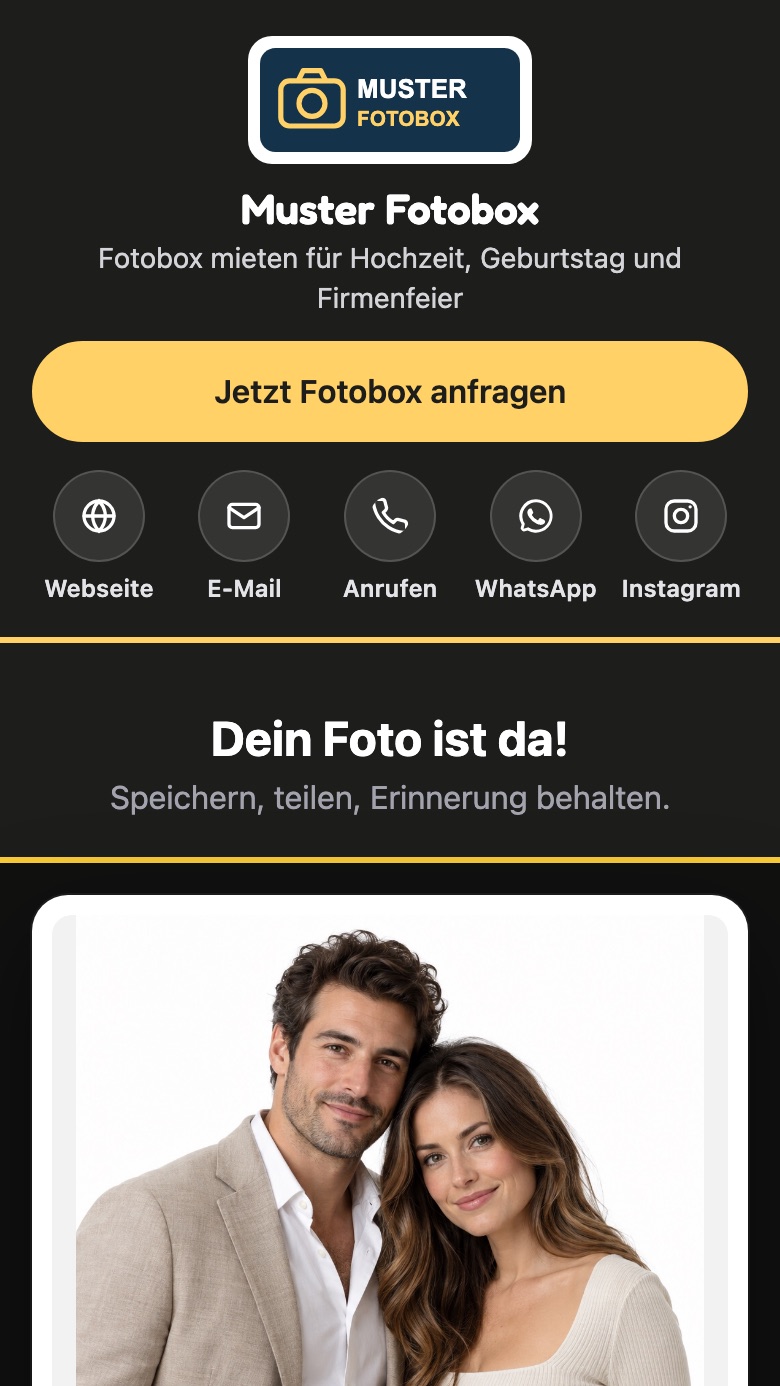 MUSTER
FOTOBOX
Muster Fotobox
Fotobox mieten für Hochzeit, Geburtstag und
Firmenfeier
Jetzt Fotobox anfragen
Webseite E-Mail Anrufen WhatsApp Instagram
Dein Foto ist da!
Speichern, teilen, Erinnerung behalten.